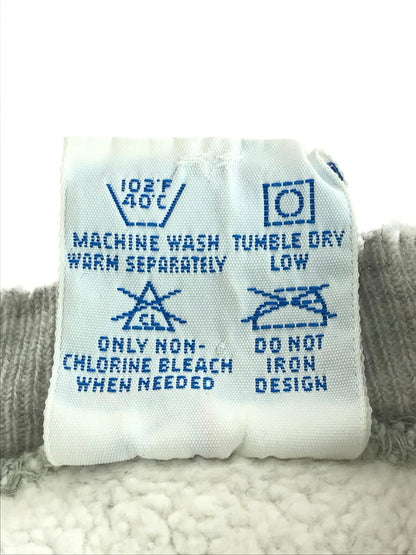 102°F
40°C
MACHINE WASH
WARM SEPARATELY
TUMBLE DRY
LOW
CL
ONLY NON-
CHLORINE BLEACH
WHEN NEEDED
DO NOT
IRON
DESIGN